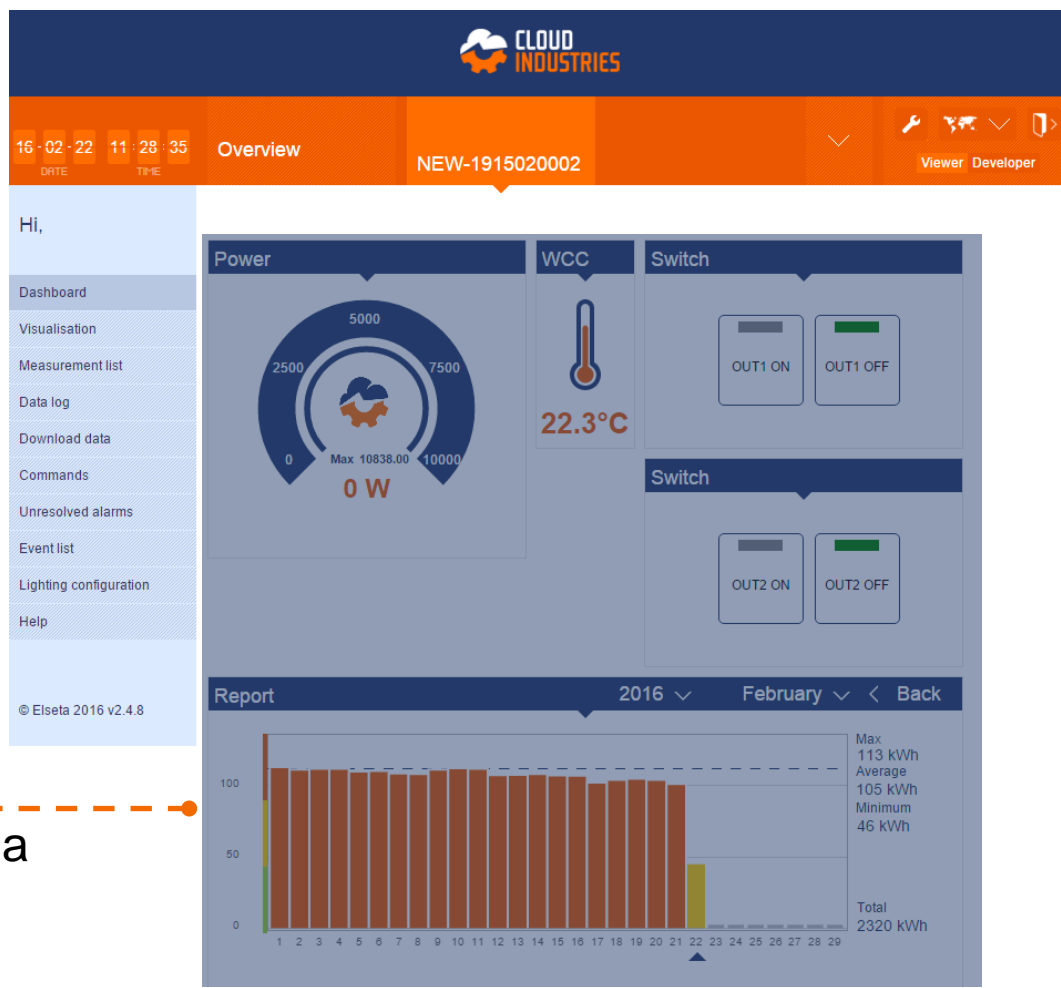 CLOUD
INDUSTRIES
16-02-22 11:28:35
DATE TIME
Overview
NEW-1915020002
Viewer Developer
Hi,
Dashboard
Visualisation
Measurement list
Data log
Download data
Commands
Unresolved alarms
Event list
Lighting configuration
Help
© Elseta 2016 v2.4.8
a
Power
5000
2500 7500
0 Max 10838.00 10000
0 W
WCC
22.3°C
Switch
OUT1 ON OUT1 OFF
Switch
OUT2 ON OUT2 OFF
Report 2016 February < Back
100
50
0
1 2 3 4 5 6 7 8 9 10 11 12 13 14 15 16 17 18 19 20 21 22 23 24 25 26 27 28 29
Max
113 kWh
Average
105 kWh
Minimum
46 kWh
Total
2320 kWh